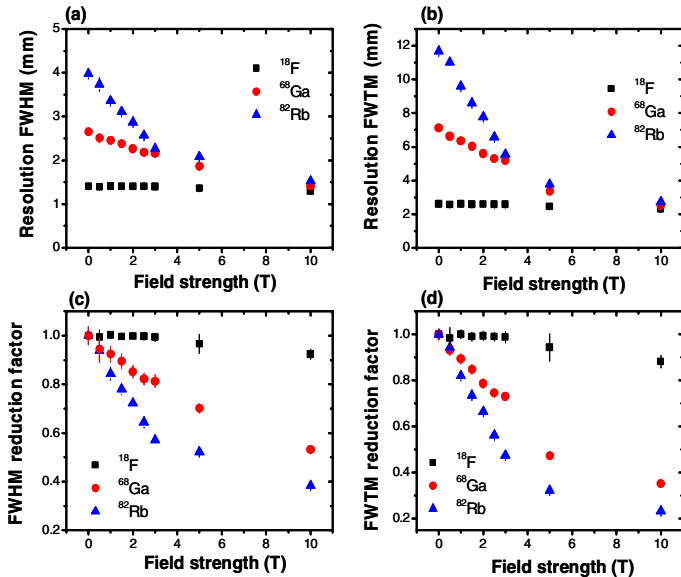 (a)
Resolution FWHM (mm)
5
4
3
2
1
0
¹⁸F
⁶⁸Ga
⁸²Rb
0 2 4 6 8 10
Field strength (T)
(b)
Resolution FWTM (mm)
12
10
8
6
4
2
0
¹⁸F
⁶⁸Ga
⁸²Rb
0 2 4 6 8 10
Field strength (T)
(c)
FWHM reduction factor
1.0
0.8
0.6
0.4
0.2
¹⁸F
⁶⁸Ga
⁸²Rb
0 2 4 6 8 10
Field strength (T)
(d)
FWTM reduction factor
1.0
0.8
0.6
0.4
0.2
¹⁸F
⁶⁸Ga
⁸²Rb
0 2 4 6 8 10
Field strength (T)